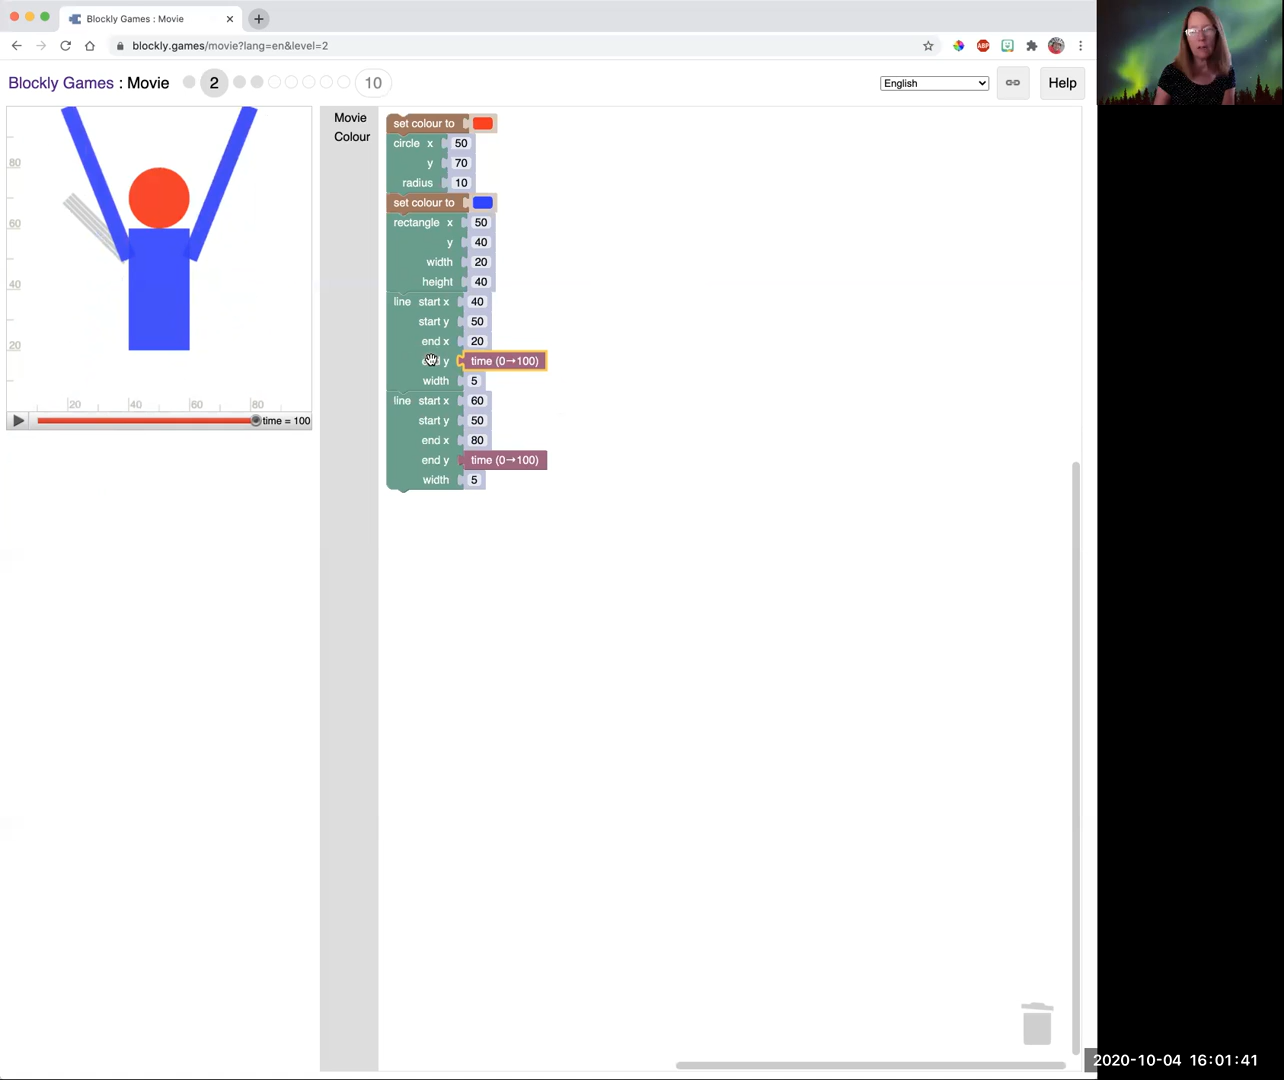 Blockly Games : Movie
blockly.games/movie?lang=en&level=2
ABP
Blockly Games : Movie
2
10
English
Help
80
60
40
20
20
40
60
80
time = 100
Movie
Colour
set colour to
circle x 50
y 70
radius 10
set colour to
rectangle x 50
y 40
width 20
height 40
line start x 40
start y 50
end x 20
y time (0→100)
width 5
line start x 60
start y 50
end x 80
end y time (0→100)
width 5
2020-10-04 16:01:41